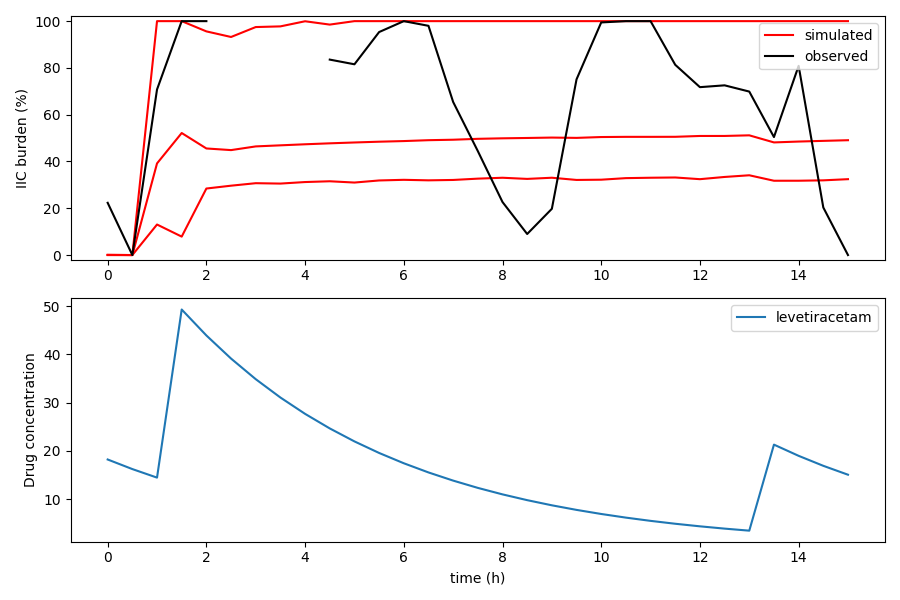 IIC burden (%)
100
80
60
40
20
0
simulated
observed
0 2 4 6 8 10 12 14
Drug concentration
50
40
30
20
10
levetiracetam
0 2 4 6 8 10 12 14
time (h)